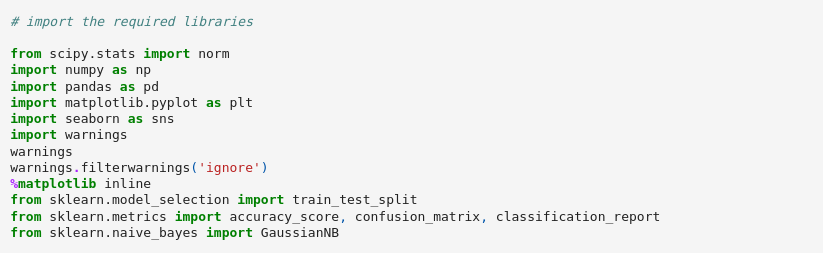 # import the required libraries
from scipy.stats import norm
import numpy as np
import pandas as pd
import matplotlib.pyplot as plt
import seaborn as sns
import warnings
warnings
warnings.filterwarnings('ignore')
%matplotlib inline
from sklearn.model_selection import train_test_split
from sklearn.metrics import accuracy_score, confusion_matrix, classification_report
from sklearn.naive_bayes import GaussianNB